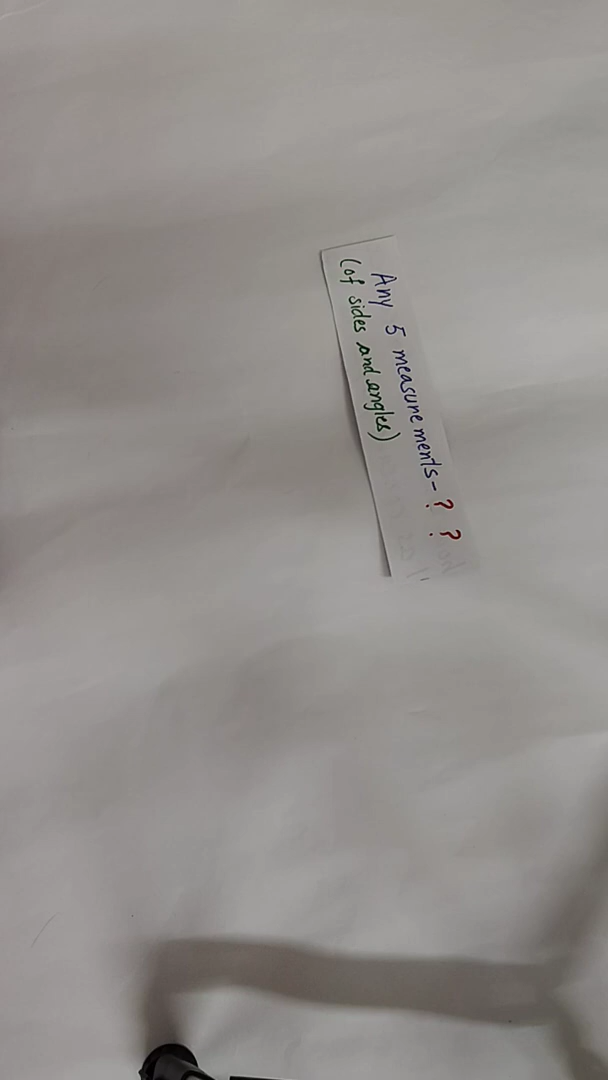 Any 5 measurements- ? ?
(of sides and angles)